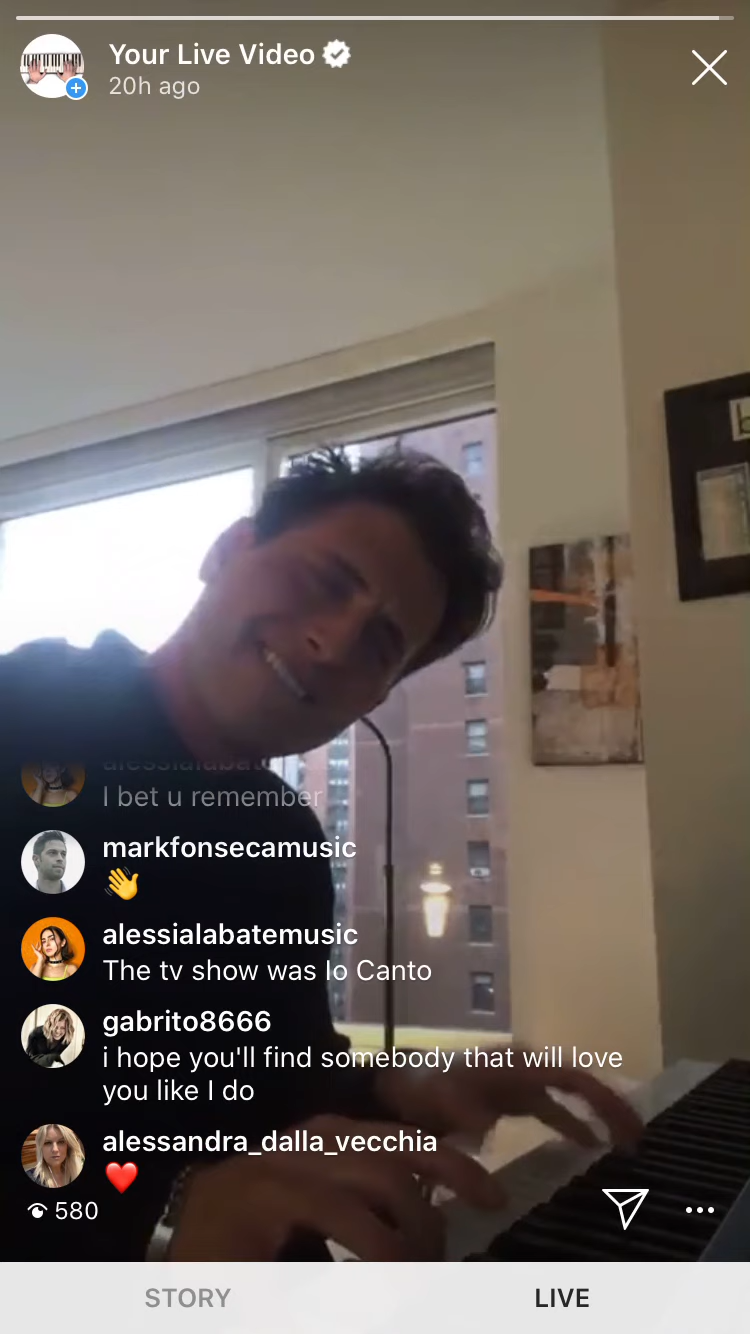 Your Live Video
20h ago
b
alessialabat
I bet u remember
markfonsecamusic
👋
alessialabatemusic
The tv show was Io Canto
gabrito8666
i hope you'll find somebody that will love
you like I do
alessandra_dalla_vecchia
❤️
580
STORY
LIVE